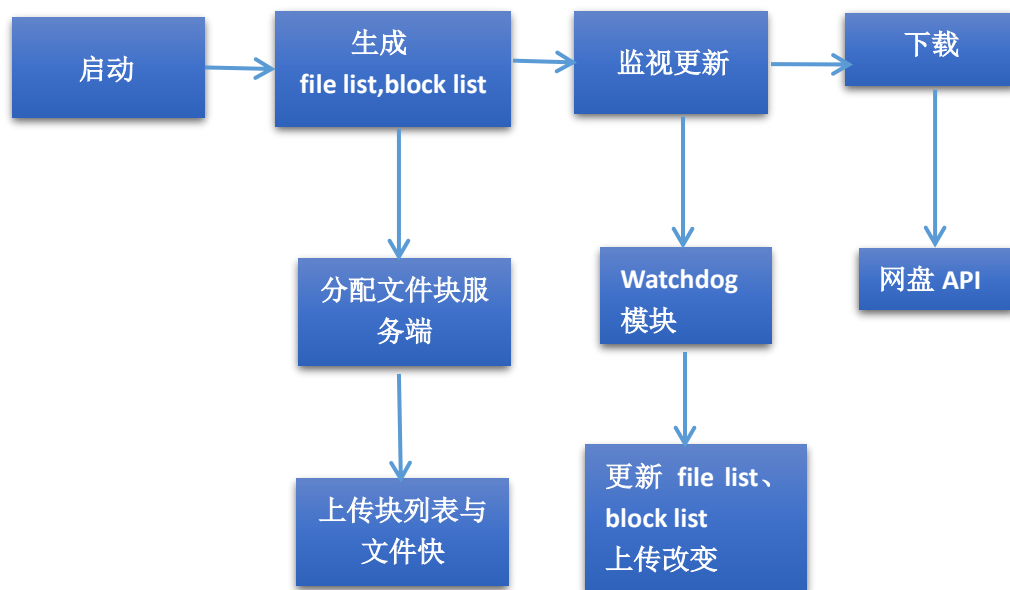 启动
生成
file list,block list
监视更新
下载
分配文件块服
务端
Watchdog
模块
网盘 API
上传块列表与
文件快
更新 file list、
block list
上传改变